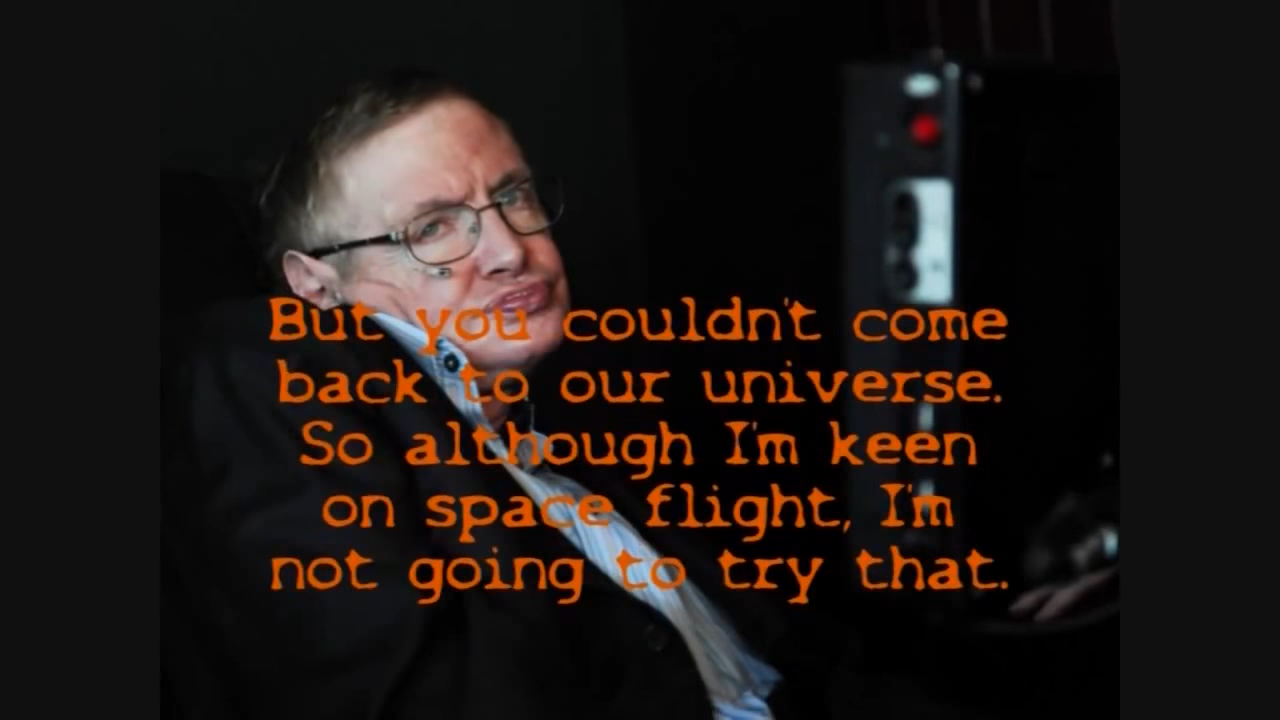 But you couldn't come
back to our universe.
So although I'm keen
on space flight, I'm
not going to try that.